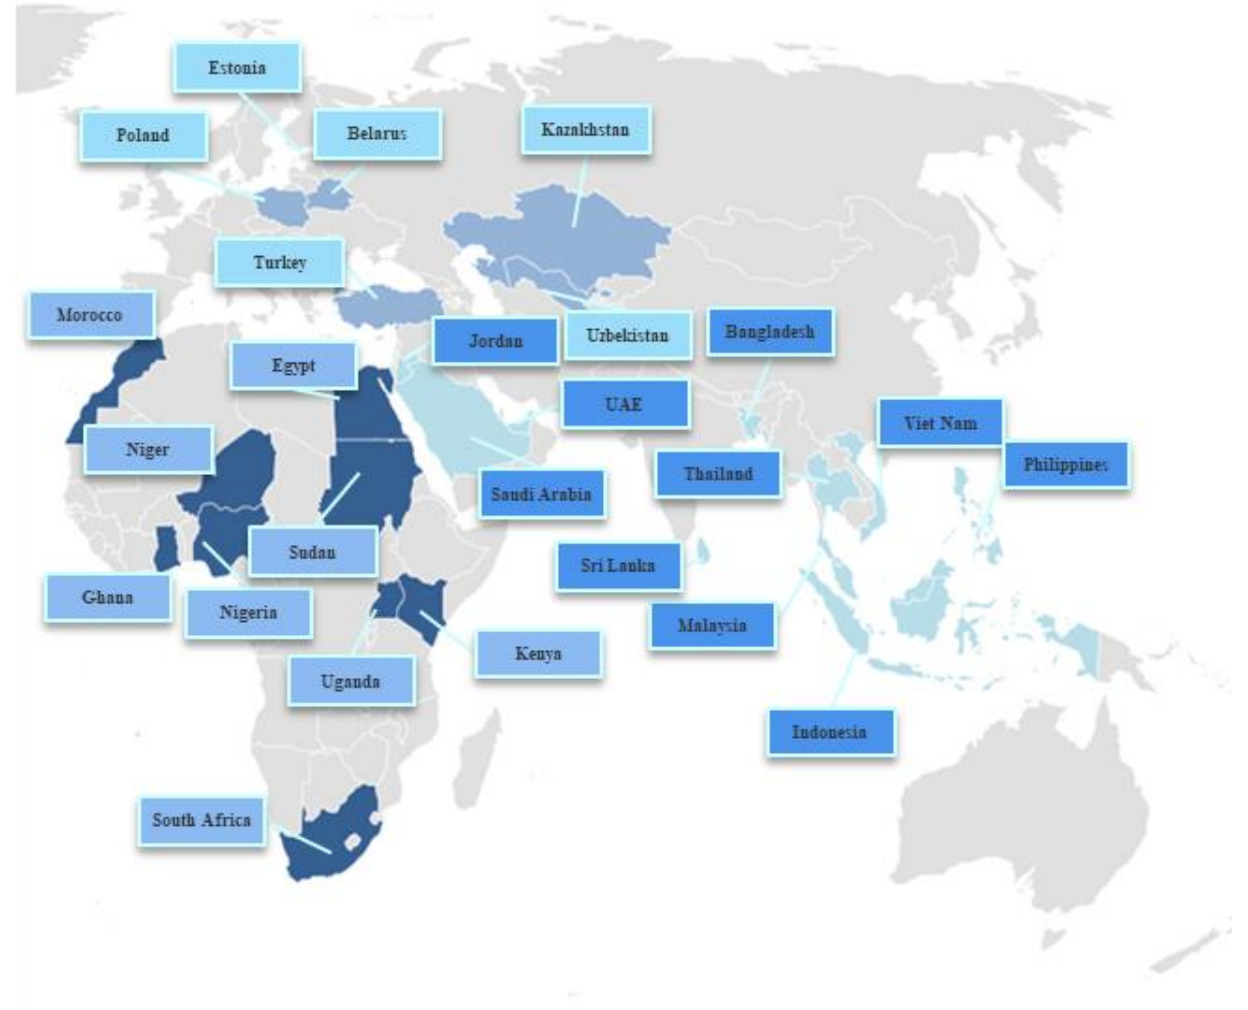 Estonia
Poland
Belarus
Kazakhstan
Turkey
Morocco
Jordan
Uzbekistan
Bangladesh
Egypt
UAE
Viet Nam
Niger
Thailand
Philippines
Saudi Arabia
Sudan
Sri Lanka
Ghana
Nigeria
Malaysia
Kenya
Uganda
Indonesia
South Africa